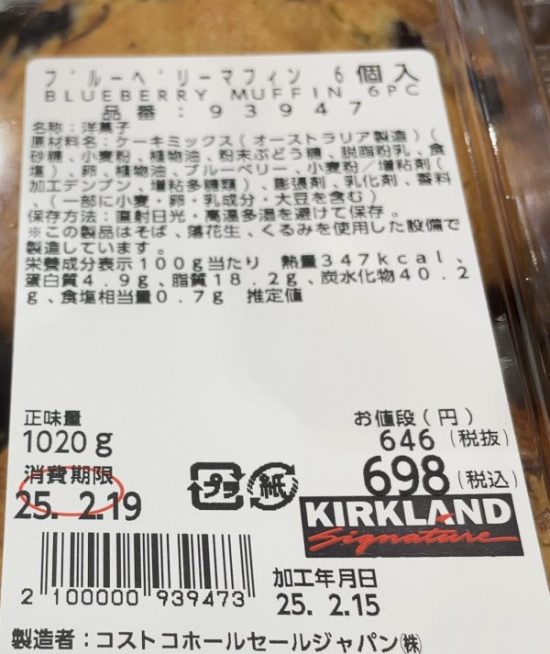 ブルーベリーマフィン 6個入
BLUEBERRY MUFFIN 6PC
品番:93947
名称:洋菓子
原材料名:ケーキミックス(オーストラリア製造)(
砂糖、小麦粉、植物油、粉末ぶどう糖、脱脂粉乳、食
塩)、卵、植物油、ブルーベリー、小麦粉/増粘剤(
加工デンプン、増粘多糖類)、膨張剤、乳化剤、香料
、(一部に小麦・卵・乳成分・大豆を含む)
保存方法:直射日光・高温多湿を避けて保存。
※この製品はそば、落花生、くるみを使用した設備で
製造しています。
栄養成分表示100g当たり 熱量347kcal、
蛋白質4.9g、脂質18.2g、炭水化物40.2
g、食塩相当量0.7g 推定値
正味量
1020g
お値段(円)
646(税抜)
698(税込)
消費期限
25. 2.19
プラ
紙
KIRKLAND
Signature
2 100000 939473
加工年月日
25. 2.15
製造者:コストコホールセールジャパン㈱